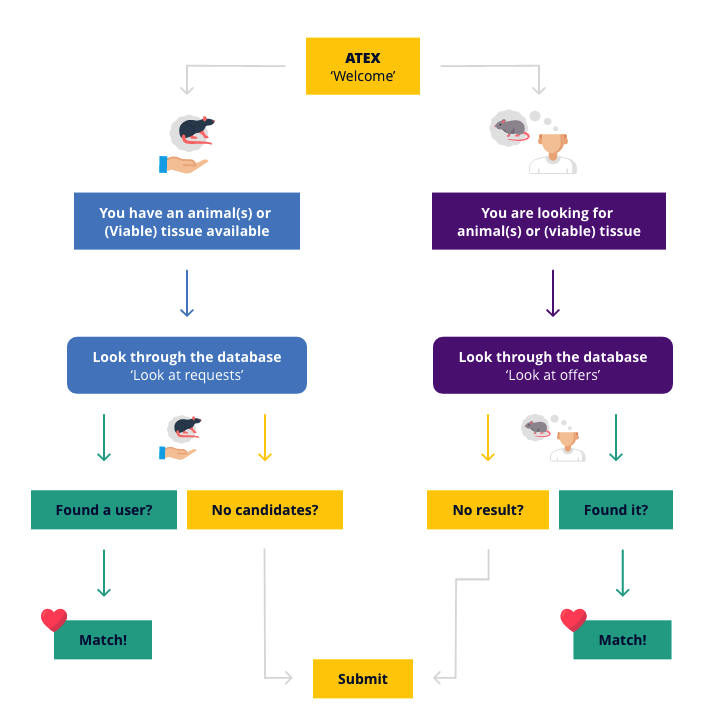 ATEX
‘Welcome’
You have an animal(s) or
(Viable) tissue available
You are looking for
animal(s) or (viable) tissue
Look through the database
‘Look at requests’
Look through the database
‘Look at offers’
Found a user?
No candidates?
No result?
Found it?
Match!
Match!
Submit